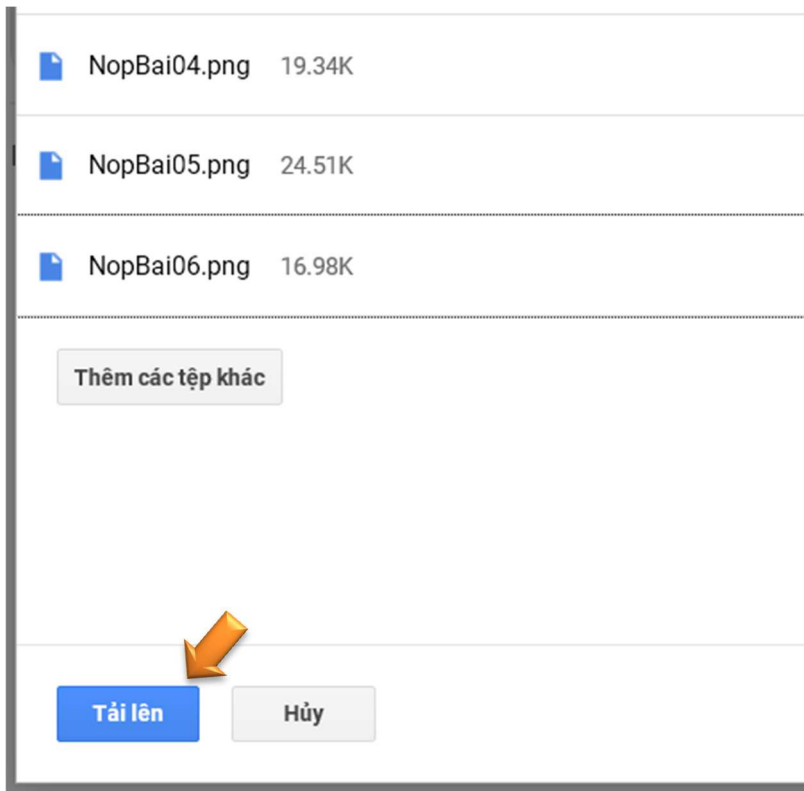 NopBai04.png 19.34K
NopBai05.png 24.51K
NopBai06.png 16.98K
Thêm các tệp khác
Tải lên Hủy